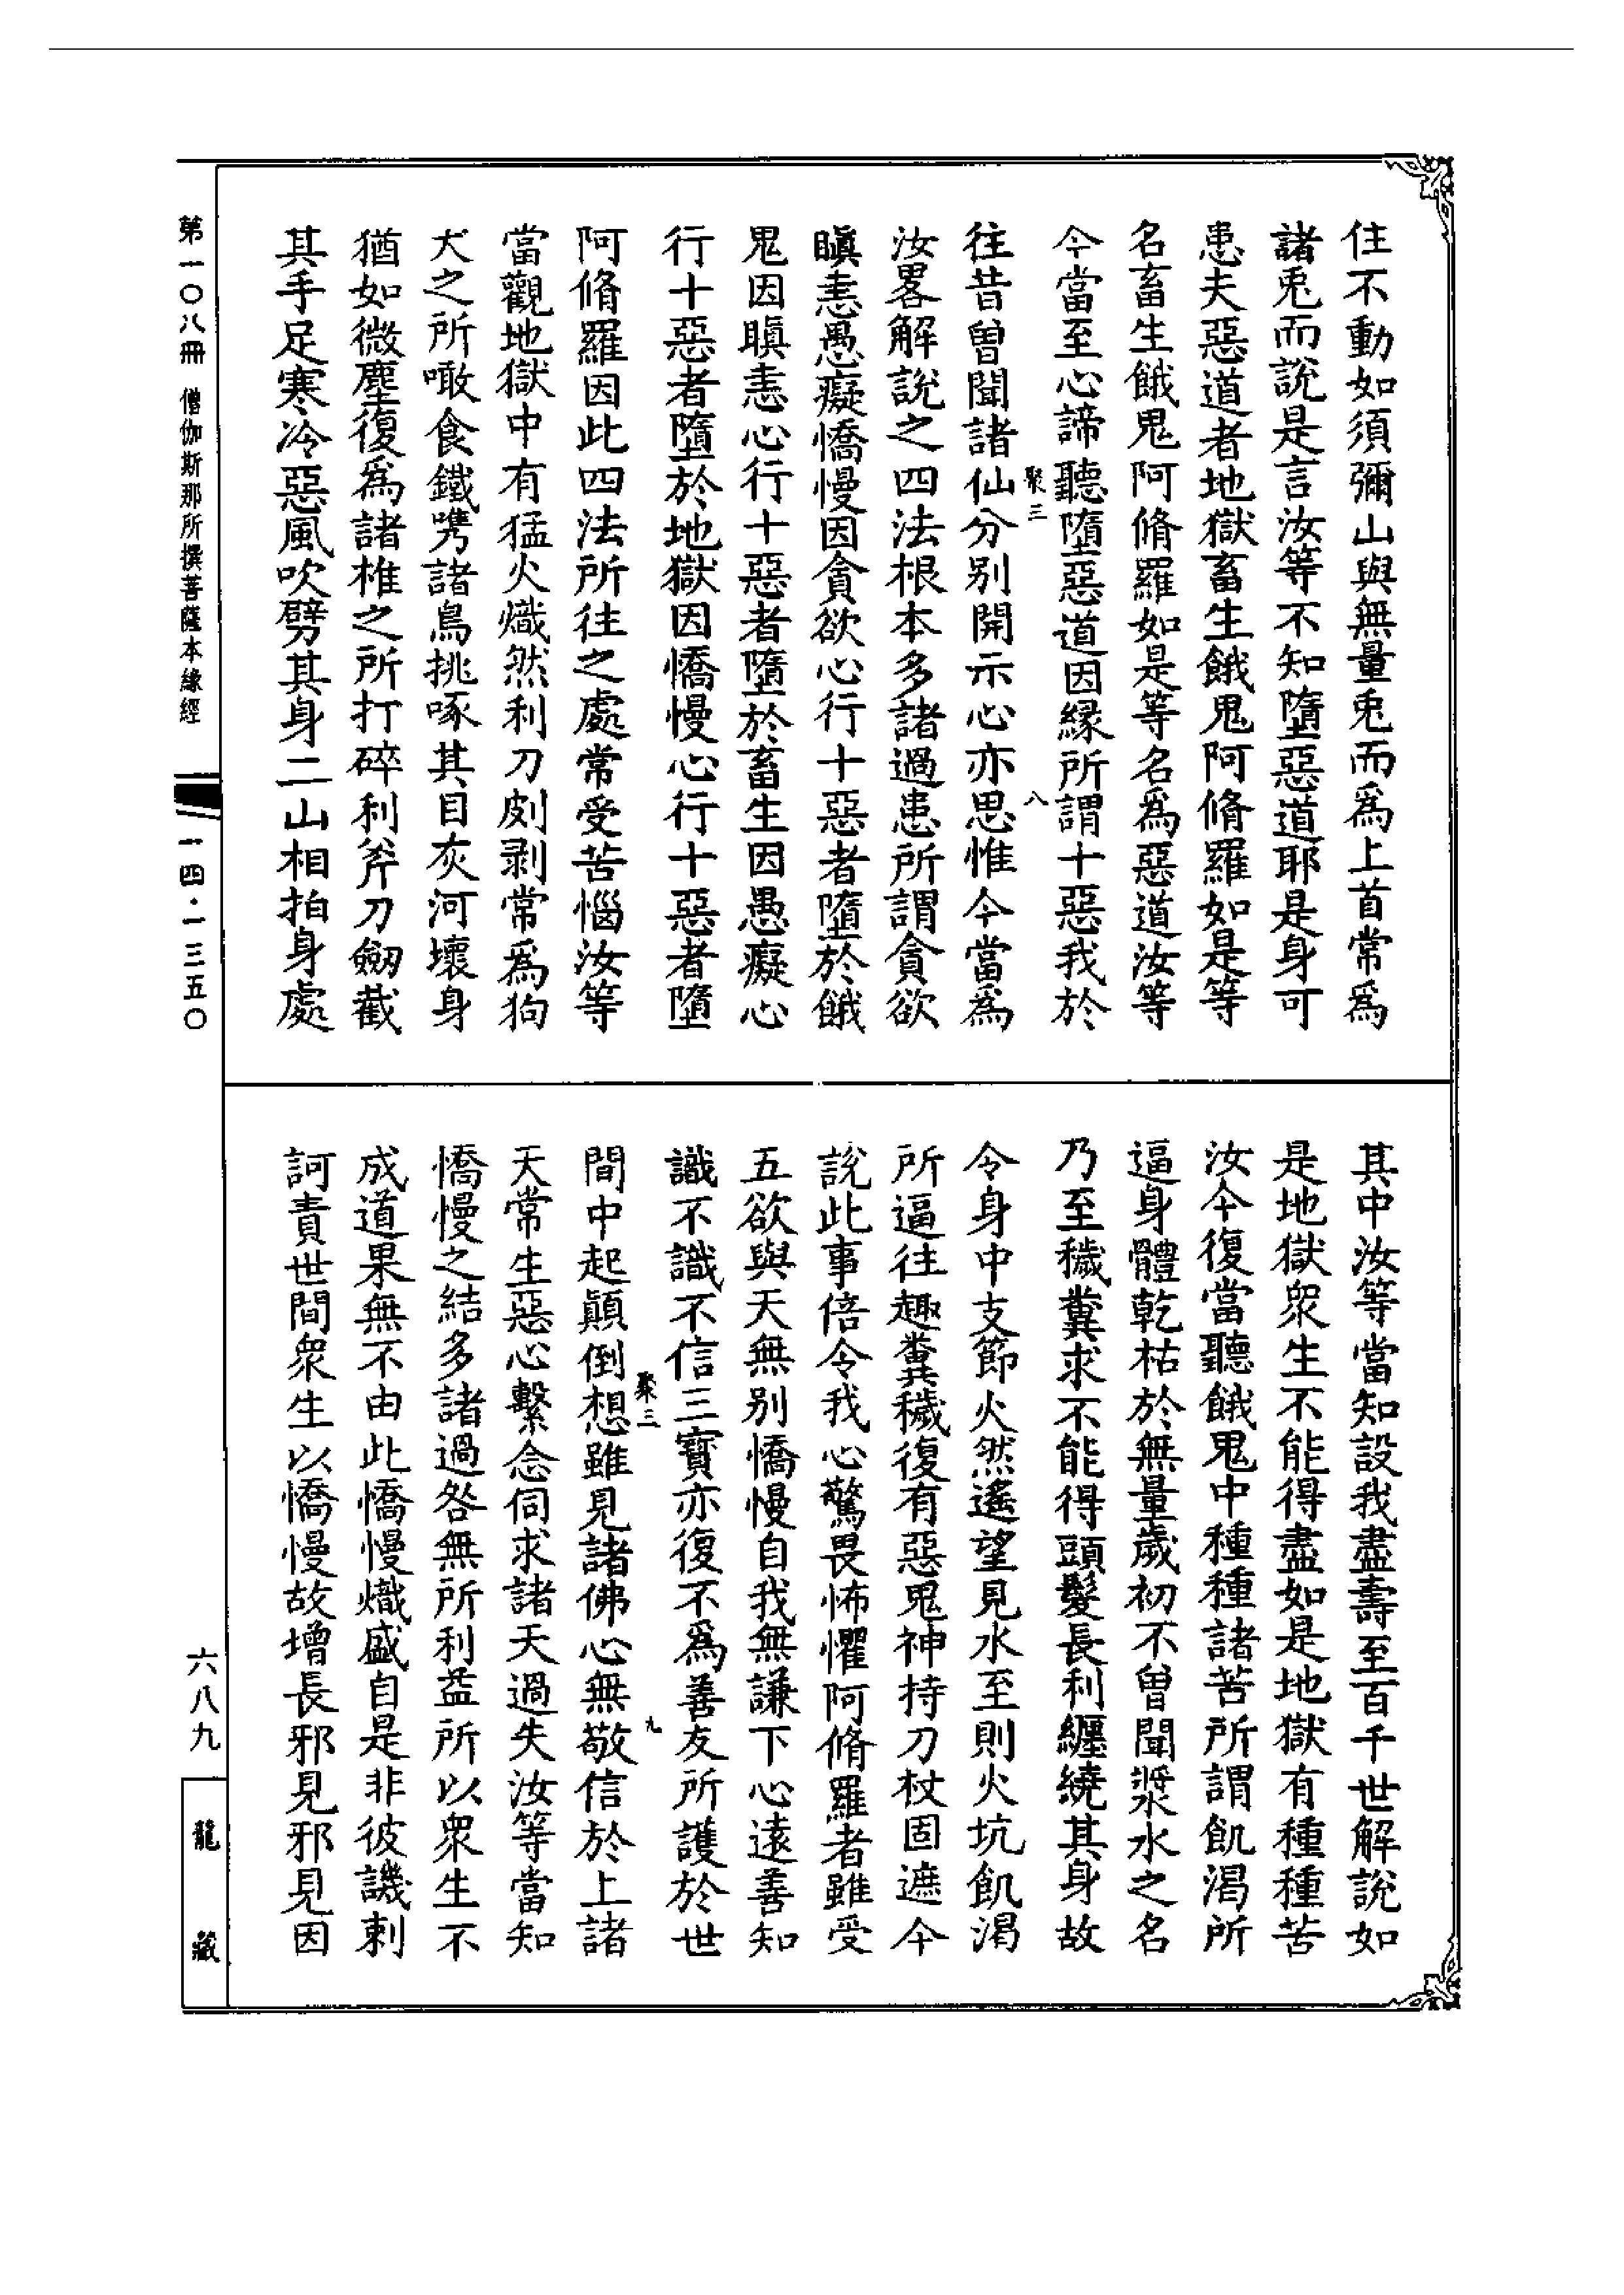 住不動如須彌山與無量兎而爲上首常爲
諸兎而説是言汝等不知墮惡道耶是身可
患夫惡道者地獄畜生餓鬼阿脩羅如是等
名畜生餓鬼阿脩羅如是等名爲惡道汝等
今當至心諦聽墮惡道因縁所謂十惡我於
聚三 八
往昔曾聞諸仙分别開示心亦思惟今當爲
汝畧解説之四法根本多諸過患所謂貪欲
瞋恚愚癡憍慢因貪欲心行十惡者墮於餓
鬼因瞋恚心行十惡者墮於畜生因愚癡心
行十惡者墮於地獄因憍慢心行十惡者墮
阿脩羅因此四法所往之處常受苦惱汝等
當觀地獄中有猛火熾然利刀剥剥常爲狗
犬之所噉食鐵㭰諸鳥挑啄其目灰河壞身
猶如微塵復爲諸椎之所打碎利斧刀劒截
其手足寒冷惡風吹劈其身二山相拍身處
其中汝等當知設我盡壽至百千世解説如
是地獄衆生不能得盡如是地獄有種種苦
汝今復當聽餓鬼中種種諸苦所謂飢渴所
逼身體乾枯於無量歲初不曾聞漿水之名
乃至穢糞求不能得頭髮長利纏繞其身故
令身中支節火然遙望見水至則火坑飢渴
所逼往趣糞穢復有惡鬼神持刀杖固遮今
説此事倍令我心驚畏怖懼阿脩羅者雖受
五欲與天無别憍慢自我無謙下心遠善知
識不識不信三寳亦復不爲善友所護於世
聚三 九
間中起顛倒想雖見諸佛心無敬信於上諸
天常生惡心繫念伺求諸天過失汝等當知
憍慢之結多諸過咎無所利益所以衆生不
成道果無不由此憍慢熾盛自是非彼譏刺
訶責世間衆生以憍慢故增長邪見邪見因
第一〇八冊 僧伽斯那所撰菩薩本緣經
一四·一三五〇
六八九
龍藏